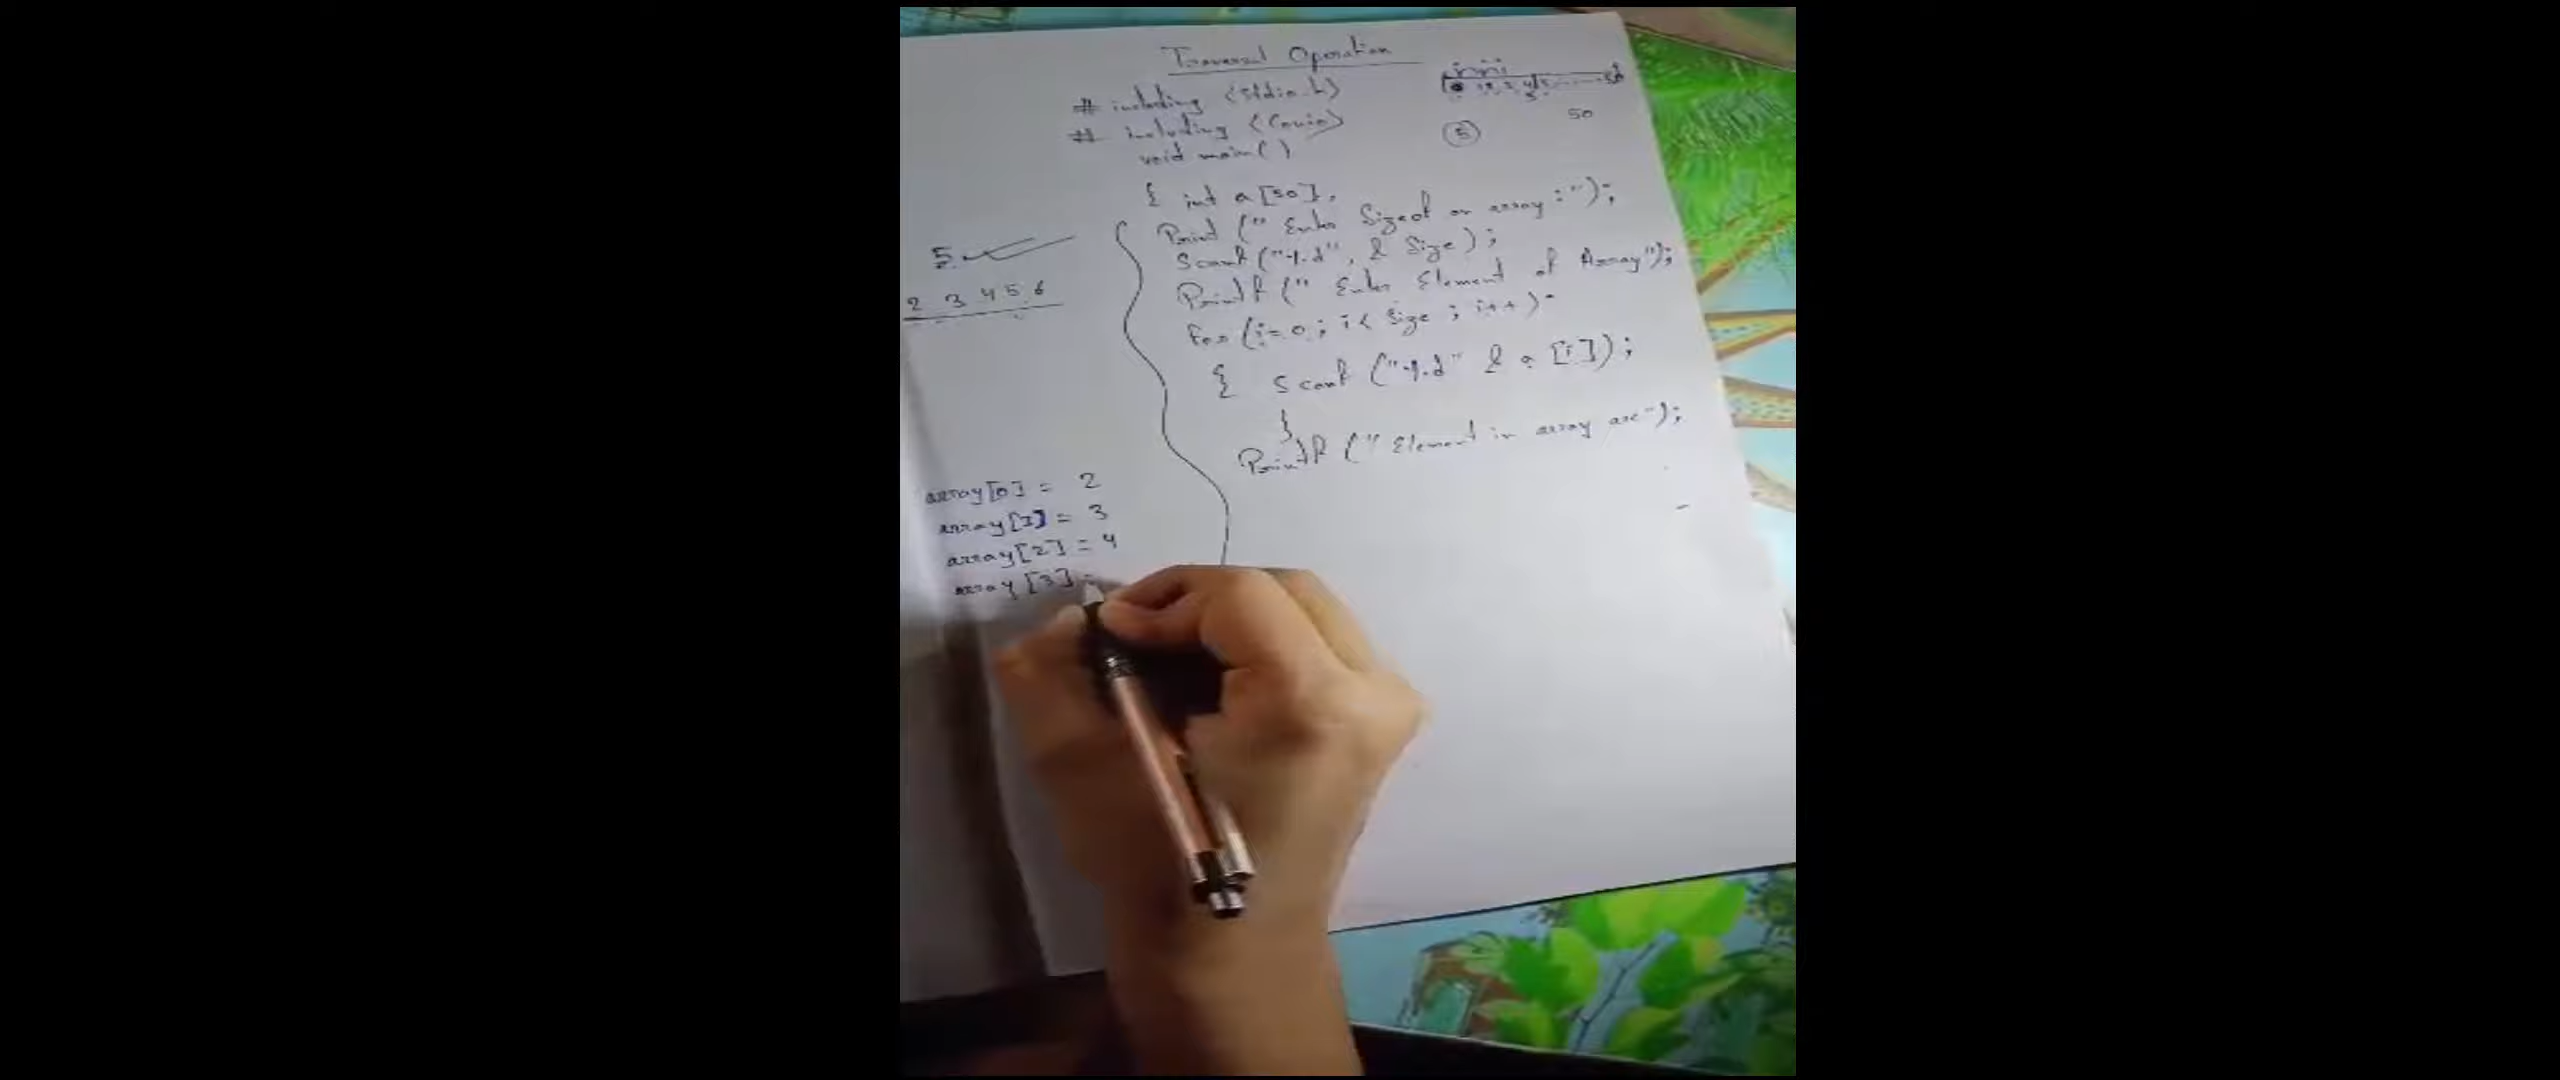 Traversal Operation
# including <Stdio.h>
# including <Conio>
void main()
{ int a[50],
Print (" Enter Size of an array :");
Scanf ("%d", & Size);
Printf (" Enter Element of Array");
For (i=0; i< Size ; i++)
{ Scanf ("%d" & a [i]);
}
Printf (" Element in array are");
50
5
5
2 3 4 5 6
array[0] = 2
array[1] = 3
array[2] = 4
array[3] =